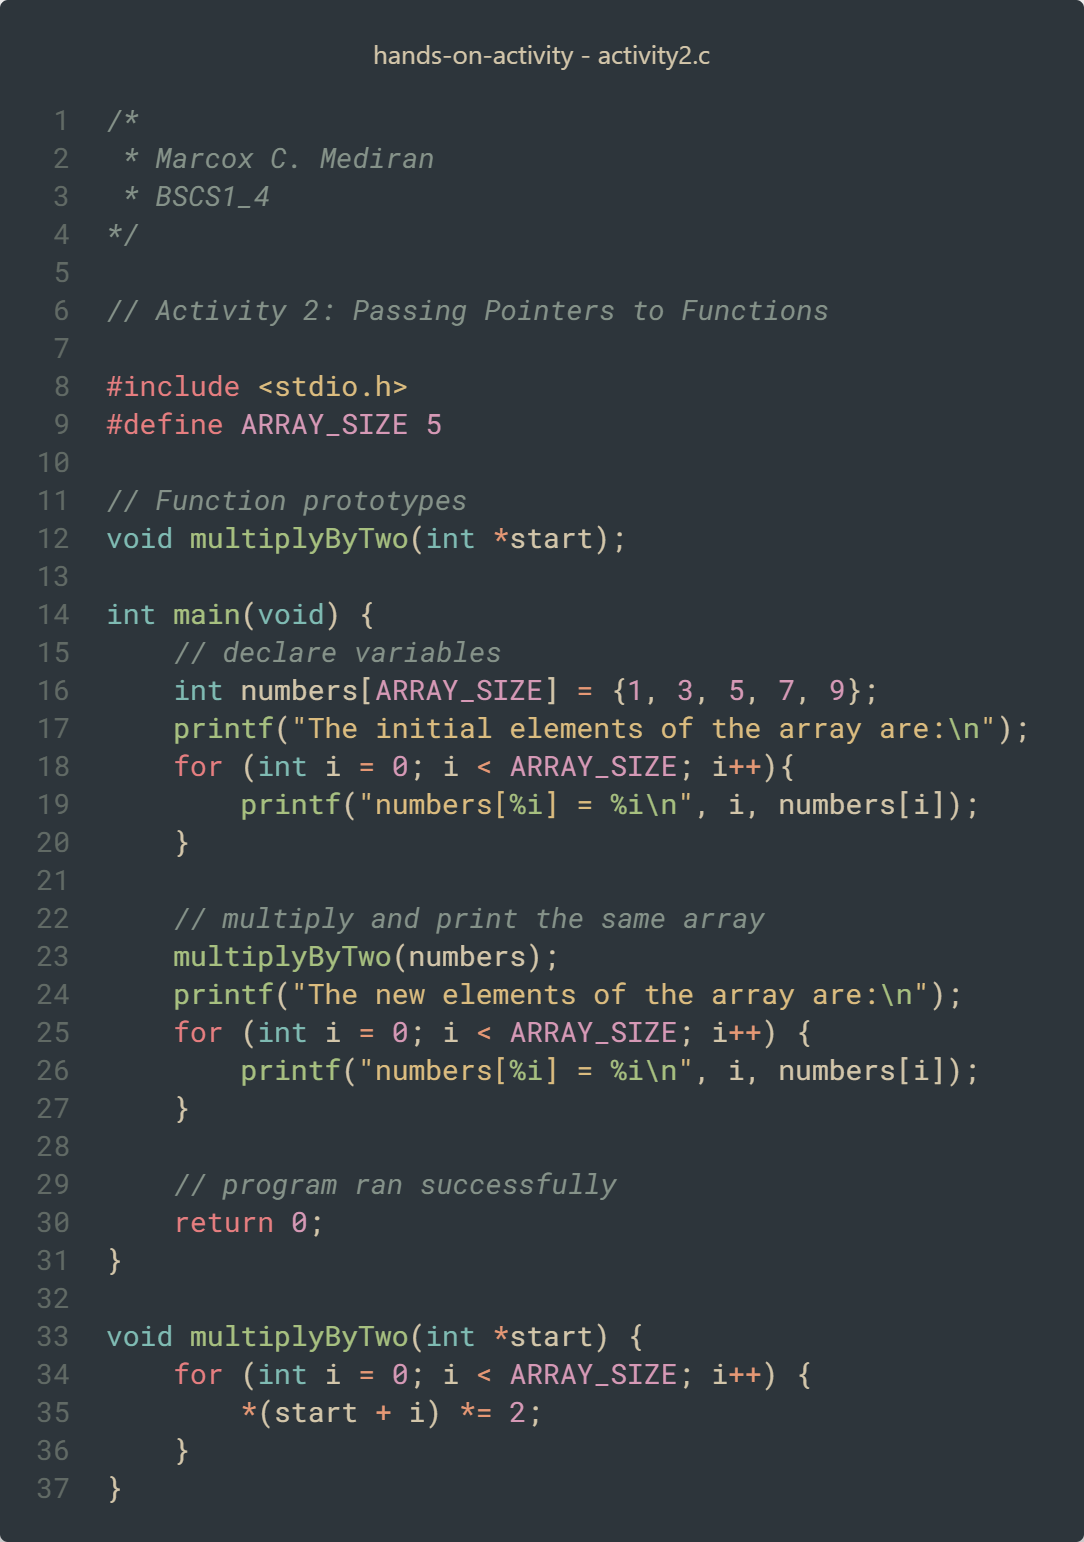 hands-on-activity - activity2.c
1 /*
2  * Marcox C. Mediran
3  * BSCS1_4
4 */
5
6 // Activity 2: Passing Pointers to Functions
7
8 #include <stdio.h>
9 #define ARRAY_SIZE 5
10
11 // Function prototypes
12 void multiplyByTwo(int *start);
13
14 int main(void) {
15     // declare variables
16     int numbers[ARRAY_SIZE] = {1, 3, 5, 7, 9};
17     printf("The initial elements of the array are:\n");
18     for (int i = 0; i < ARRAY_SIZE; i++){
19         printf("numbers[%i] = %i\n", i, numbers[i]);
20     }
21
22     // multiply and print the same array
23     multiplyByTwo(numbers);
24     printf("The new elements of the array are:\n");
25     for (int i = 0; i < ARRAY_SIZE; i++) {
26         printf("numbers[%i] = %i\n", i, numbers[i]);
27     }
28
29     // program ran successfully
30     return 0;
31 }
32
33 void multiplyByTwo(int *start) {
34     for (int i = 0; i < ARRAY_SIZE; i++) {
35         *(start + i) *= 2;
36     }
37 }